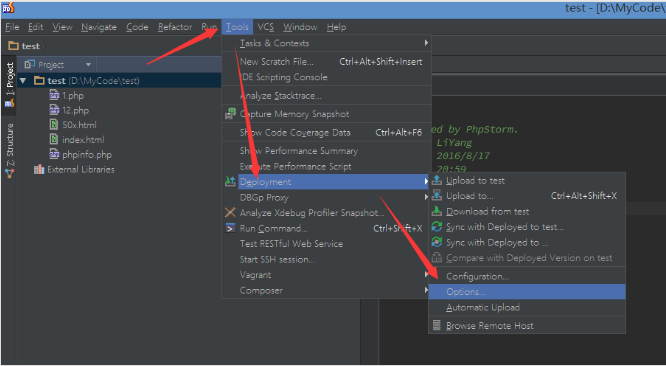 test - [D:\MyCode\
File Edit View Navigate Code Refactor Run Tools VCS Window Help
test
Project
1: Project
Z: Structure
test (D:\MyCode\test)
1.php
12.php
50x.html
index.html
phpinfo.php
External Libraries
Tasks & Contexts
New Scratch File... Ctrl+Alt+Shift+Insert
IDE Scripting Console
Analyze Stacktrace...
Capture Memory Snapshot
Show Code Coverage Data Ctrl+Alt+F6
Show Performance Summary
Execute Performance Script
Deployment
DBGp Proxy
Analyze Xdebug Profiler Snapshot...
Run Command... Ctrl+Shift+X
Test RESTful Web Service
Start SSH session...
Vagrant
Composer
ed by PhpStorm.
LiYang
2016/8/17
20:59
Upload to test
Upload to... Ctrl+Alt+Shift+X
Download from test
Sync with Deployed to test...
Sync with Deployed to ...
Compare with Deployed Version on test
Configuration...
Options...
Automatic Upload
Browse Remote Host